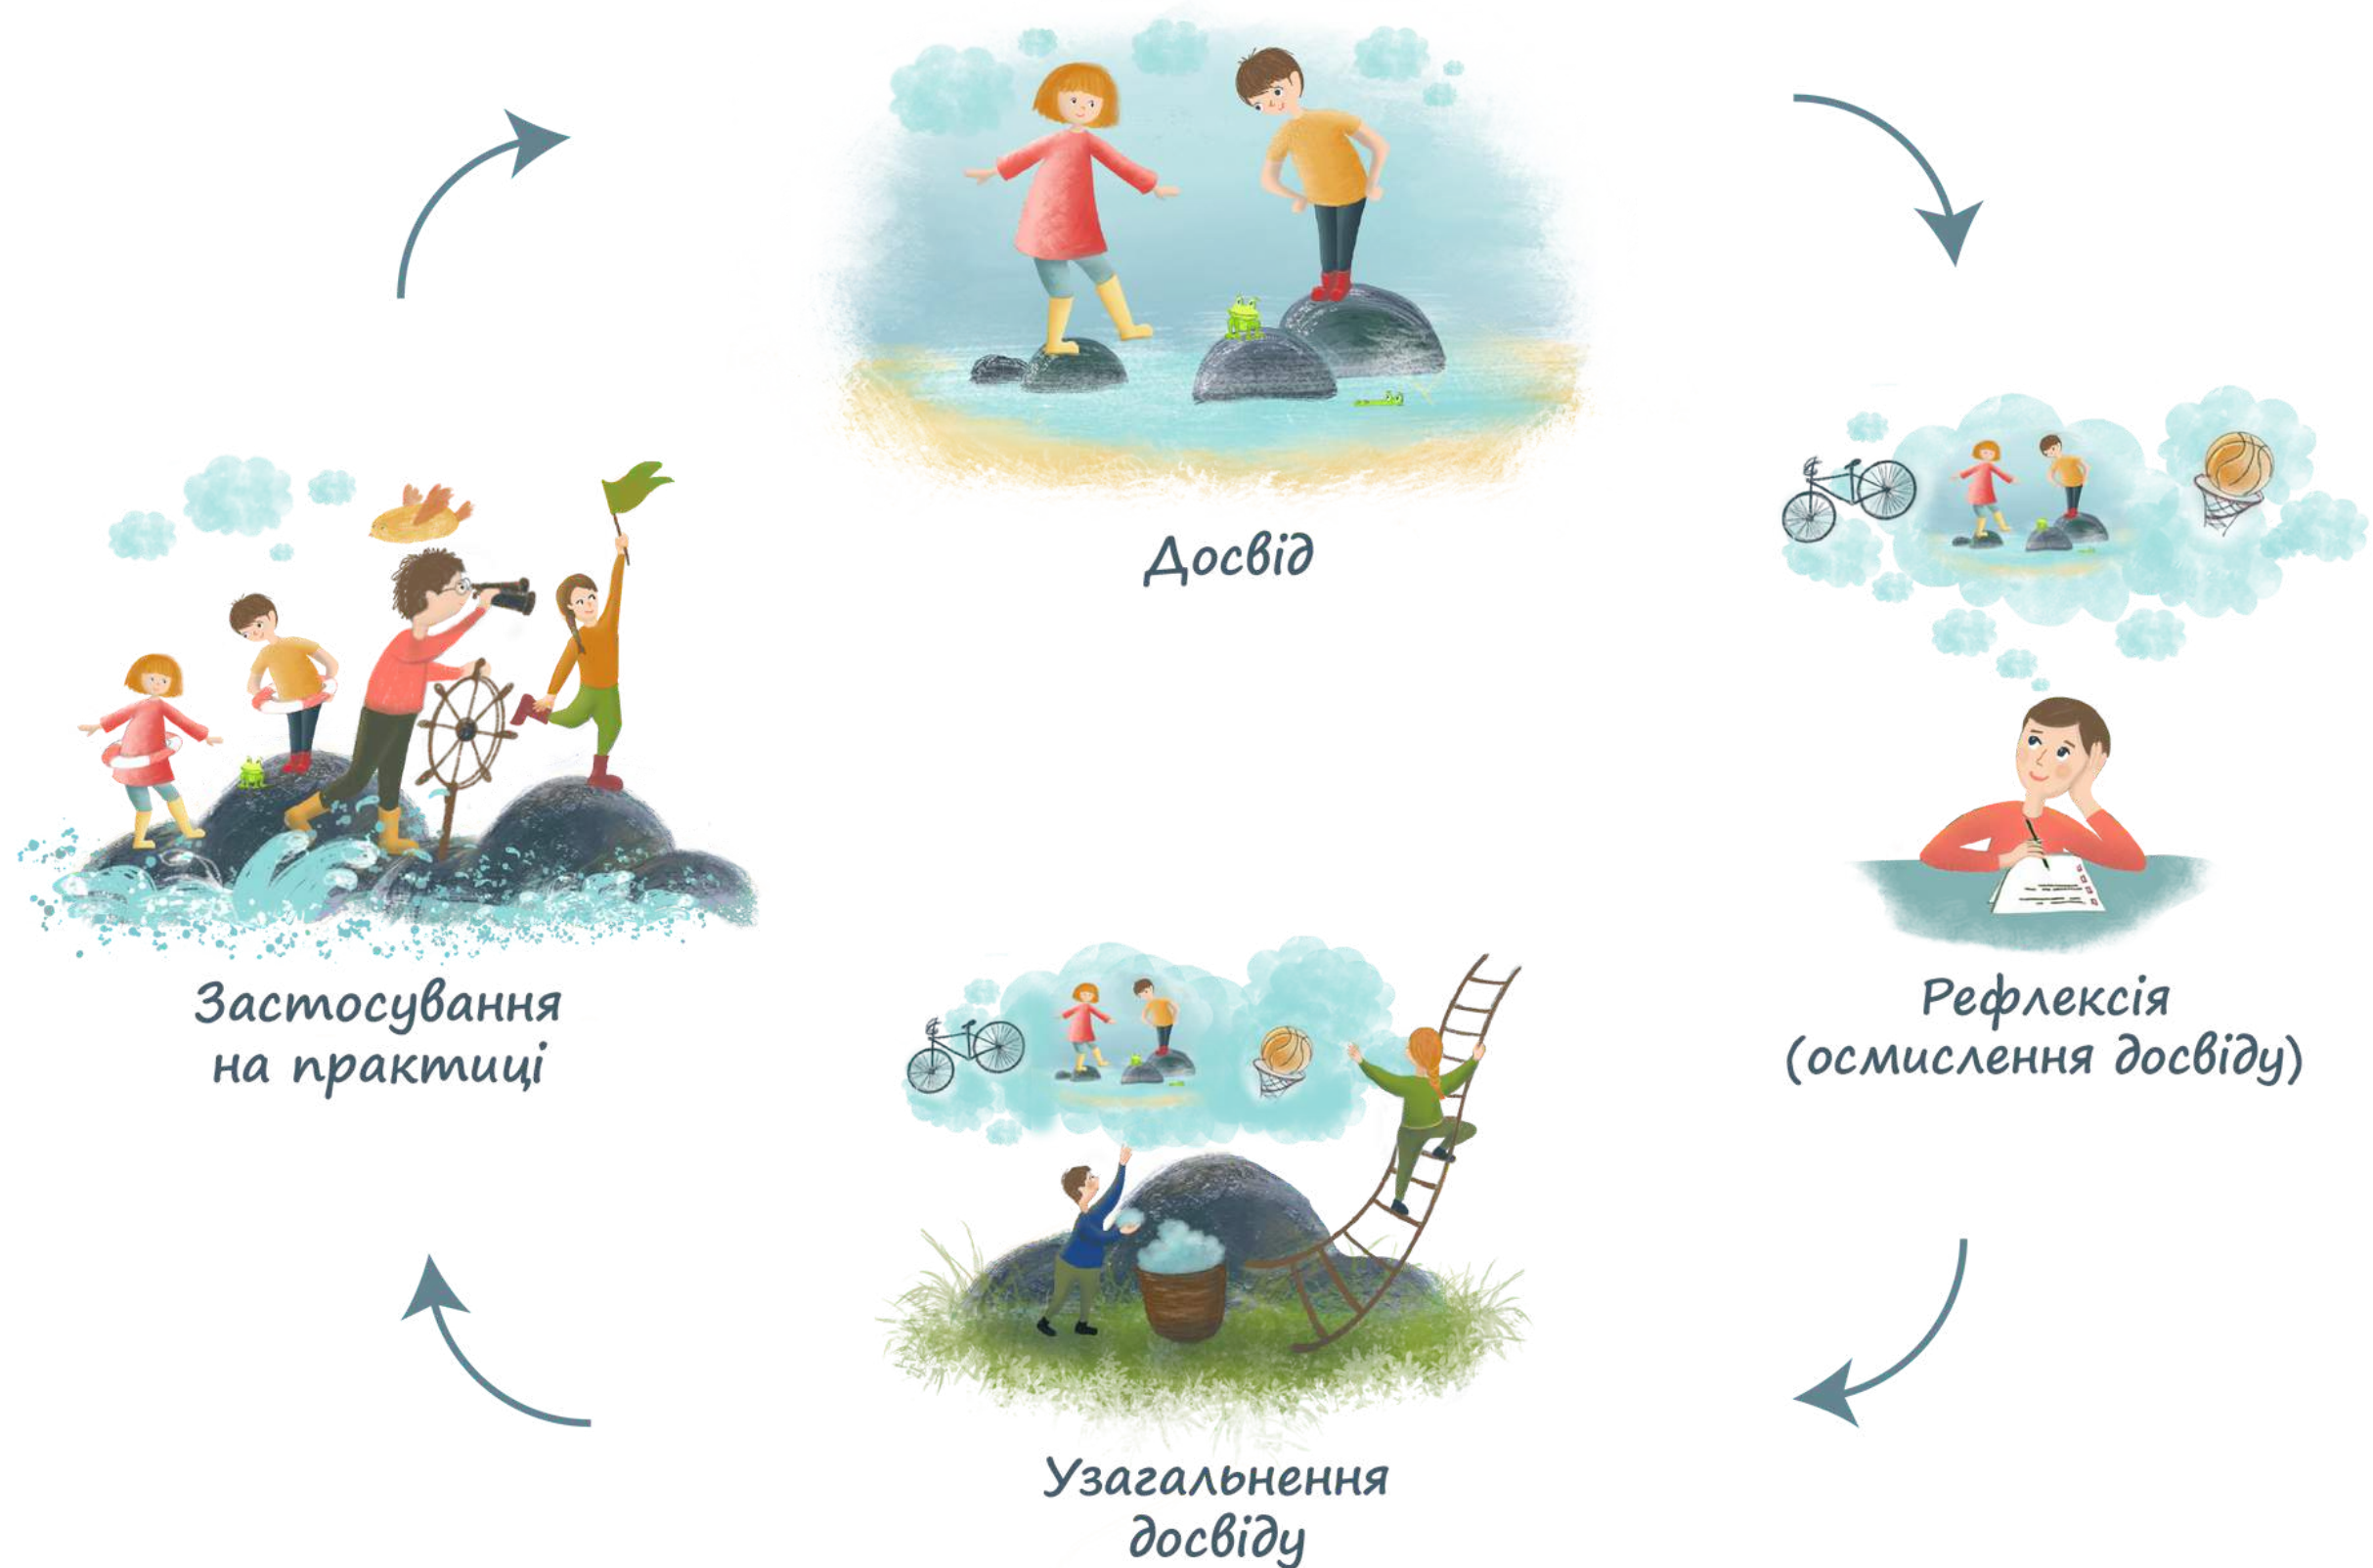 Досвід
Рефлексія
(осмислення досвіду)
Узагальнення
досвіду
Застосування
на практиці